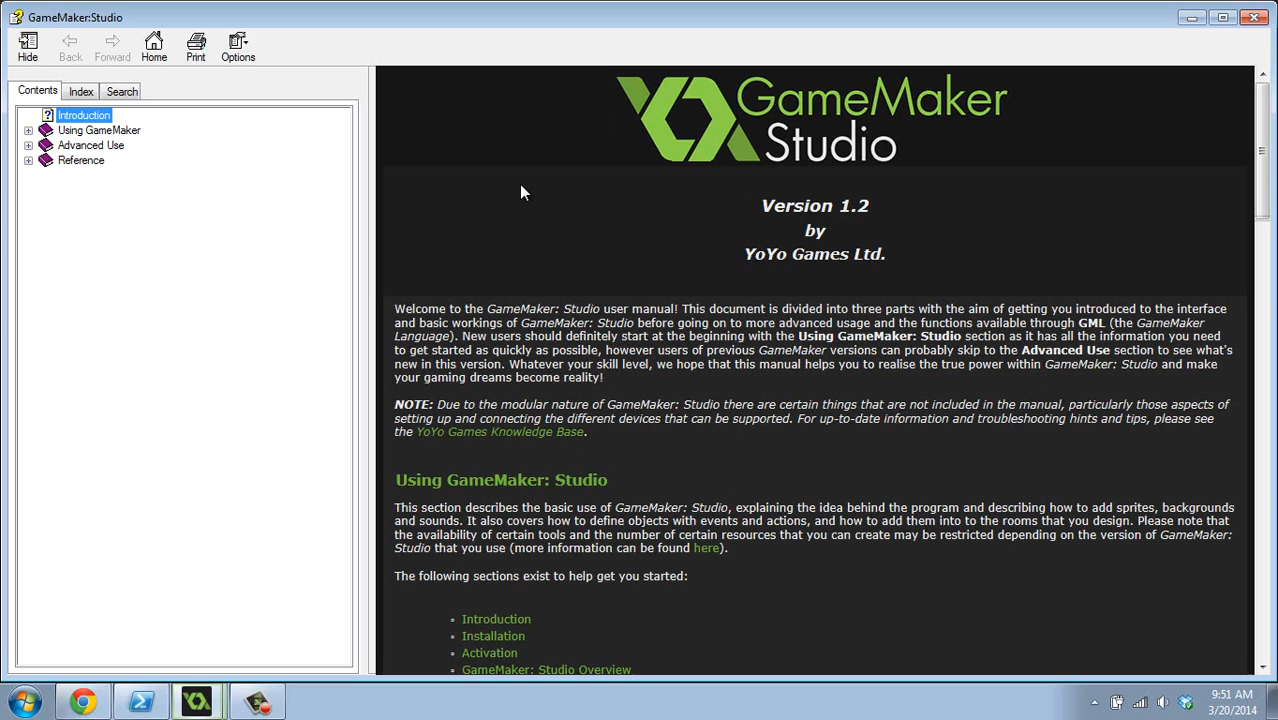 GameMaker:Studio
Hide Back Forward Home Print Options
Contents Index Search
Introduction
Using GameMaker
Advanced Use
Reference
GameMaker
Studio
Version 1.2
by
YoYo Games Ltd.
Welcome to the GameMaker: Studio user manual! This document is divided into three parts with the aim of getting you introduced to the interface
and basic workings of GameMaker: Studio before going on to more advanced usage and the functions available through GML (the GameMaker
Language). New users should definitely start at the beginning with the Using GameMaker: Studio section as it has all the information you need
to get started as quickly as possible, however users of previous GameMaker versions can probably skip to the Advanced Use section to see what's
new in this version. Whatever your skill level, we hope that this manual helps you to realise the true power within GameMaker: Studio and make
your gaming dreams become reality!
NOTE: Due to the modular nature of GameMaker: Studio there are certain things that are not included in the manual, particularly those aspects of
setting up and connecting the different devices that can be supported. For up-to-date information and troubleshooting hints and tips, please see
the YoYo Games Knowledge Base.
Using GameMaker: Studio
This section describes the basic use of GameMaker: Studio, explaining the idea behind the program and describing how to add sprites, backgrounds
and sounds. It also covers how to define objects with events and actions, and how to add them into to the rooms that you design. Please note that
the availability of certain tools and the number of certain resources that you can create may be restricted depending on the version of GameMaker:
Studio that you use (more information can be found here).
The following sections exist to help get you started:
Introduction
Installation
Activation
GameMaker: Studio Overview
9:51 AM
3/20/2014